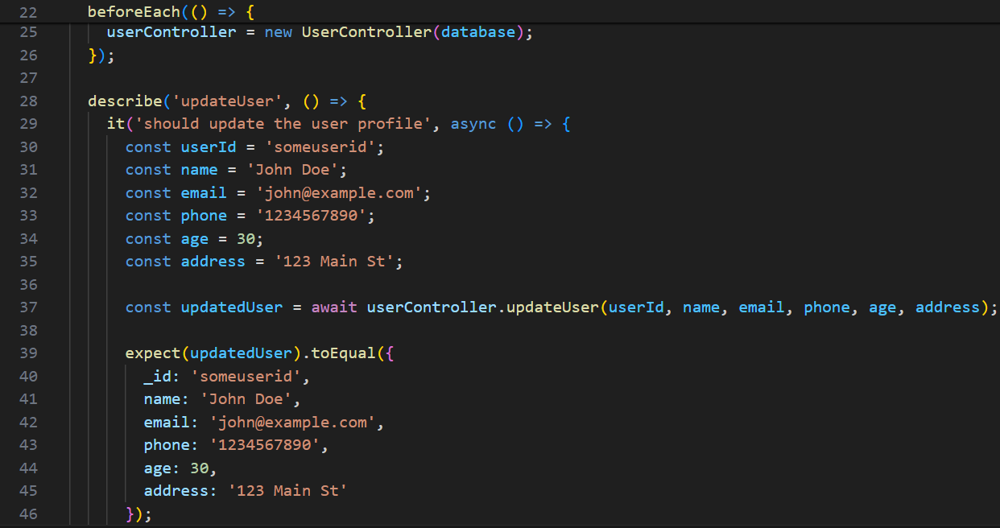 22 beforeEach(() => {
25 userController = new UserController(database);
26 });
27
28 describe('updateUser', () => {
29 it('should update the user profile', async () => {
30 const userId = 'someuserid';
31 const name = 'John Doe';
32 const email = 'john@example.com';
33 const phone = '1234567890';
34 const age = 30;
35 const address = '123 Main St';
36
37 const updatedUser = await userController.updateUser(userId, name, email, phone, age, address);
38
39 expect(updatedUser).toEqual({
40 _id: 'someuserid',
41 name: 'John Doe',
42 email: 'john@example.com',
43 phone: '1234567890',
44 age: 30,
45 address: '123 Main St'
46 });